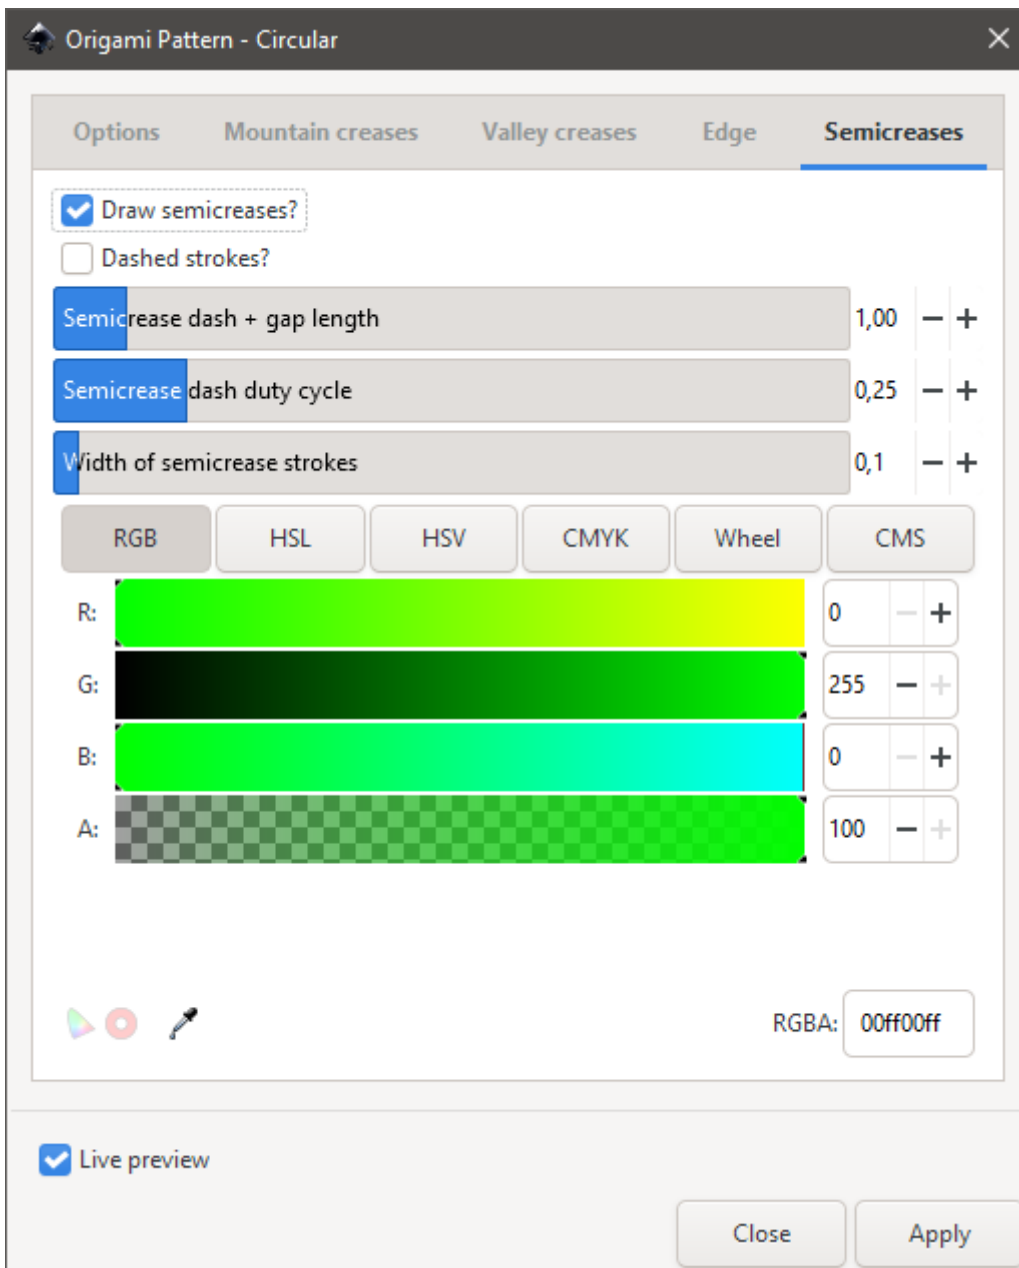 Origami Pattern - Circular
Options Mountain creases Valley creases Edge Semicreases
Draw semicreases?
Dashed strokes?
Semicrease dash + gap length 1,00 − +
Semicrease dash duty cycle 0,25 − +
Width of semicrease strokes 0,1 − +
RGB HSL HSV CMYK Wheel CMS
R: 0 − +
G: 255 − +
B: 0 − +
A: 100 − +
RGBA: 00ff00ff
Live preview
Close Apply